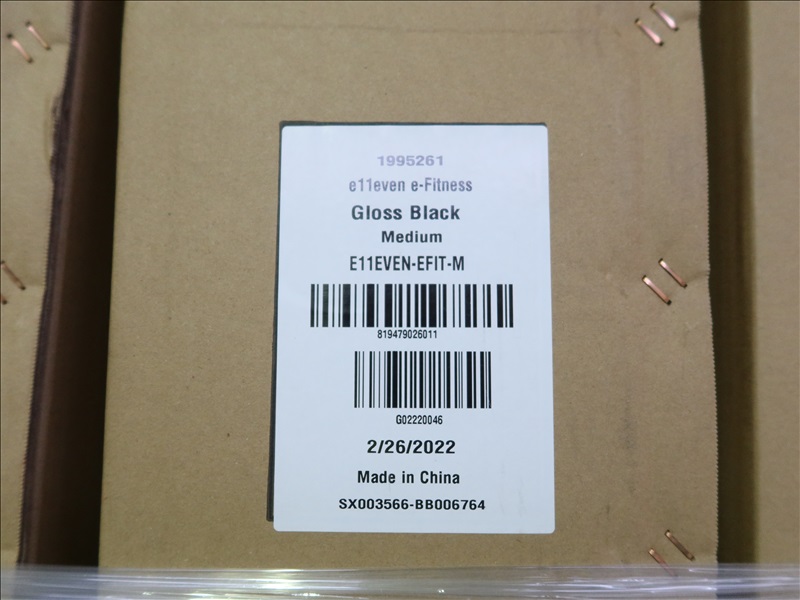 1995261
e11even e-Fitness
Gloss Black
Medium
E11EVEN-EFIT-M
819479026011
G02220046
2/26/2022
Made in China
SX003566-BB006764